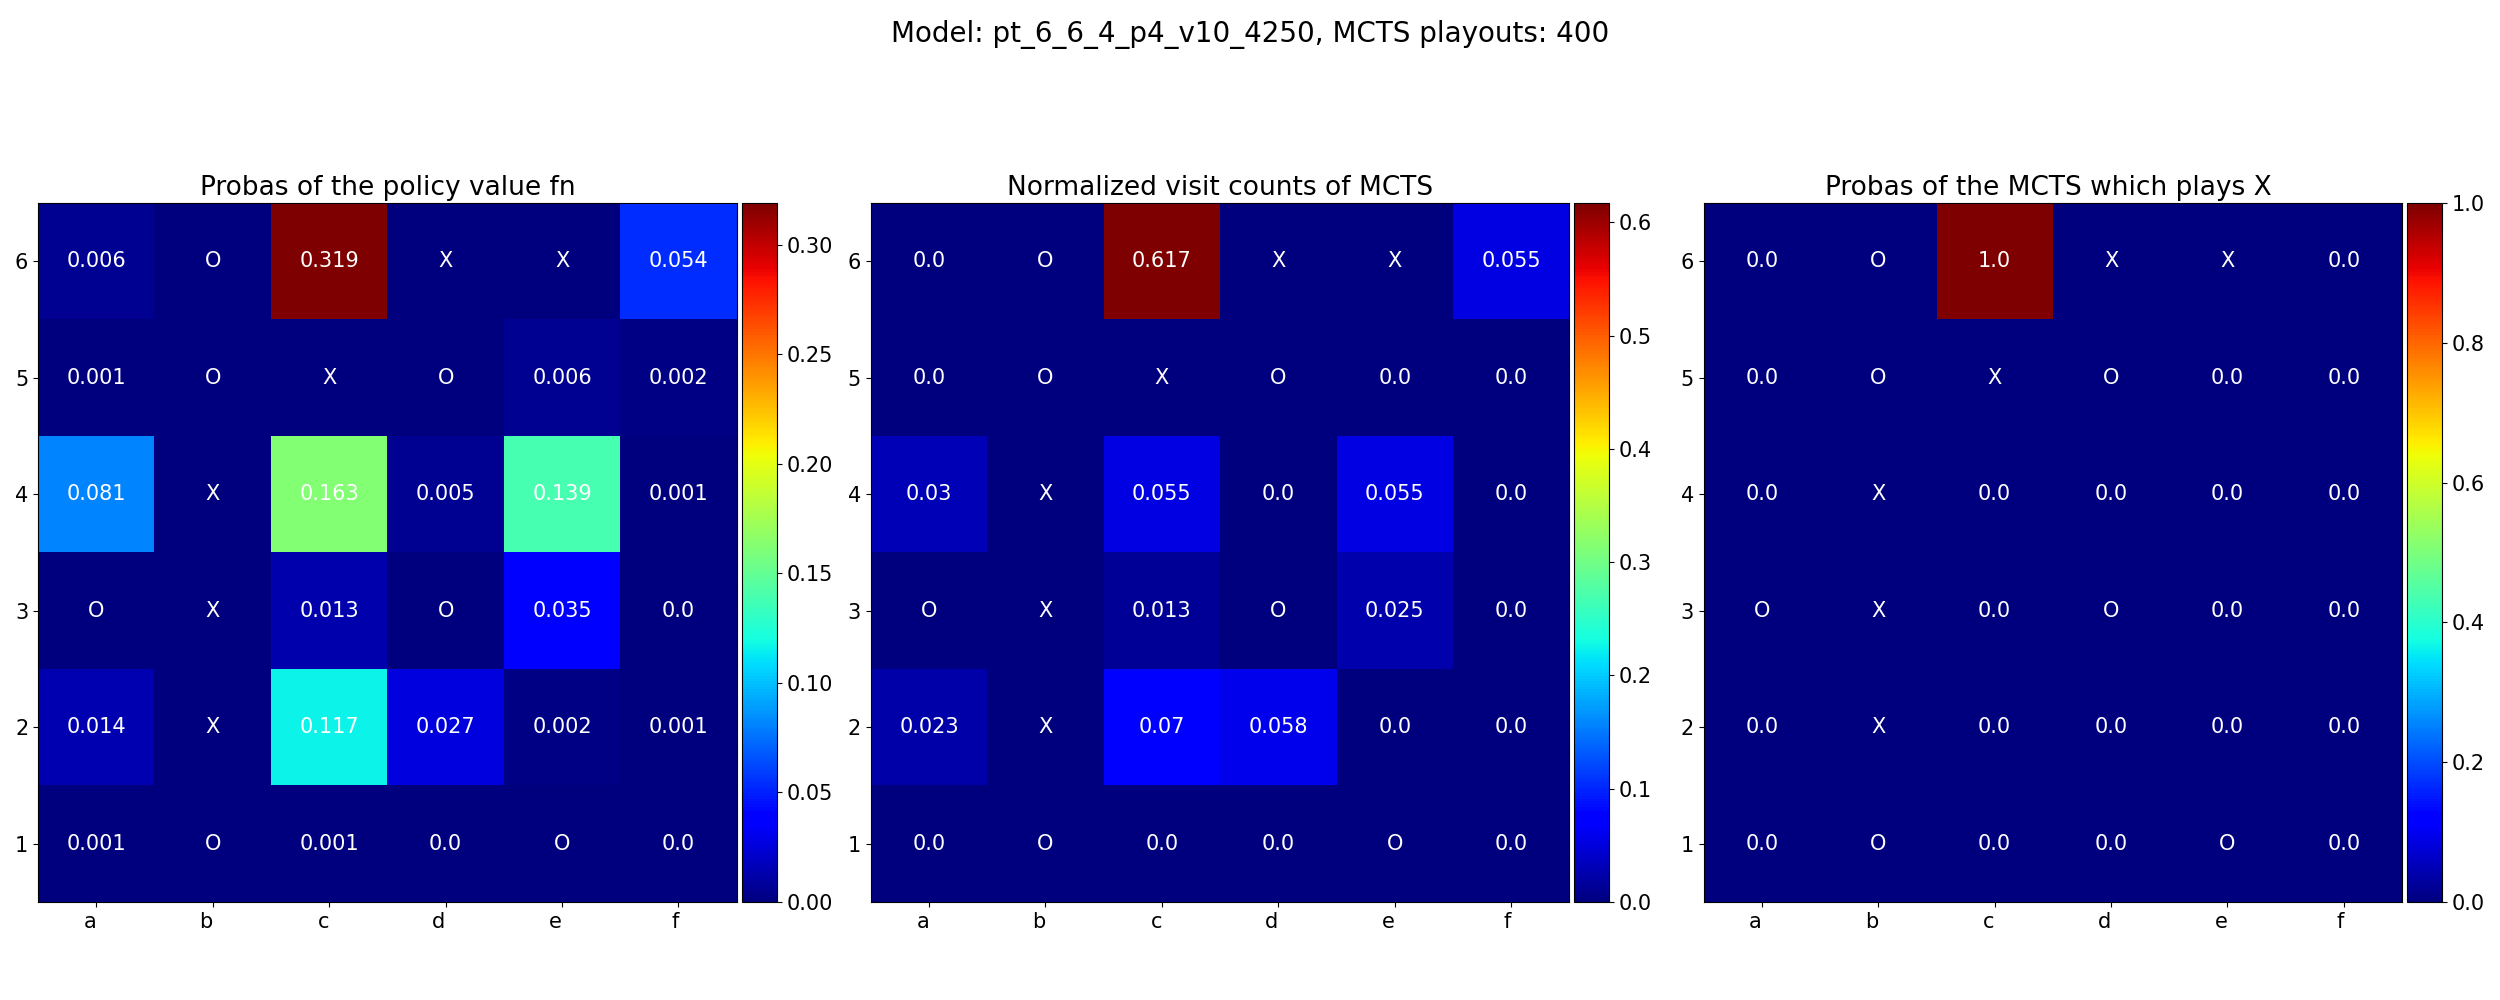 Model: pt_6_6_4_p4_v10_4250, MCTS playouts: 400
Probas of the policy value fn
6 0.006 O 0.319 X X 0.054
5 0.001 O X O 0.006 0.002
4 0.081 X 0.163 0.005 0.139 0.001
3 O X 0.013 O 0.035 0.0
2 0.014 X 0.117 0.027 0.002 0.001
1 0.001 O 0.001 0.0 O 0.0
a b c d e f
0.30
0.25
0.20
0.15
0.10
0.05
0.00
Normalized visit counts of MCTS
6 0.0 O 0.617 X X 0.055
5 0.0 O X O 0.0 0.0
4 0.03 X 0.055 0.0 0.055 0.0
3 O X 0.013 O 0.025 0.0
2 0.023 X 0.07 0.058 0.0 0.0
1 0.0 O 0.0 0.0 O 0.0
a b c d e f
0.6
0.5
0.4
0.3
0.2
0.1
0.0
Probas of the MCTS which plays X
6 0.0 O 1.0 X X 0.0
5 0.0 O X O 0.0 0.0
4 0.0 X 0.0 0.0 0.0 0.0
3 O X 0.0 O 0.0 0.0
2 0.0 X 0.0 0.0 0.0 0.0
1 0.0 O 0.0 0.0 O 0.0
a b c d e f
1.0
0.8
0.6
0.4
0.2
0.0